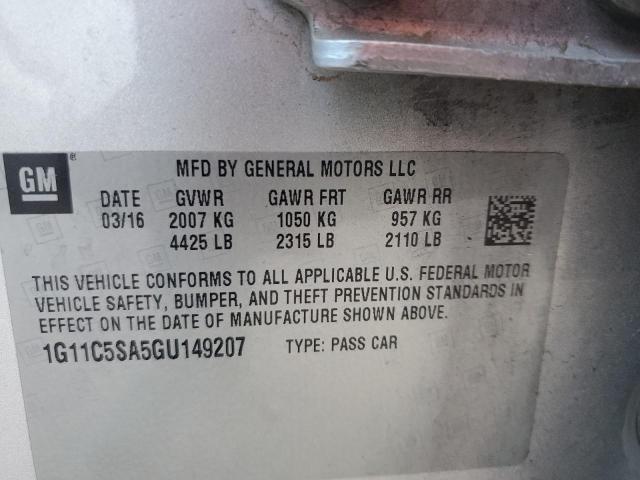 GM
®
MFD BY GENERAL MOTORS LLC
DATE GVWR GAWR FRT GAWR RR
03/16 2007 KG 1050 KG 957 KG
4425 LB 2315 LB 2110 LB
THIS VEHICLE CONFORMS TO ALL APPLICABLE U.S. FEDERAL MOTOR
VEHICLE SAFETY, BUMPER, AND THEFT PREVENTION STANDARDS IN
EFFECT ON THE DATE OF MANUFACTURE SHOWN ABOVE.
1G11C5SA5GU149207 TYPE: PASS CAR